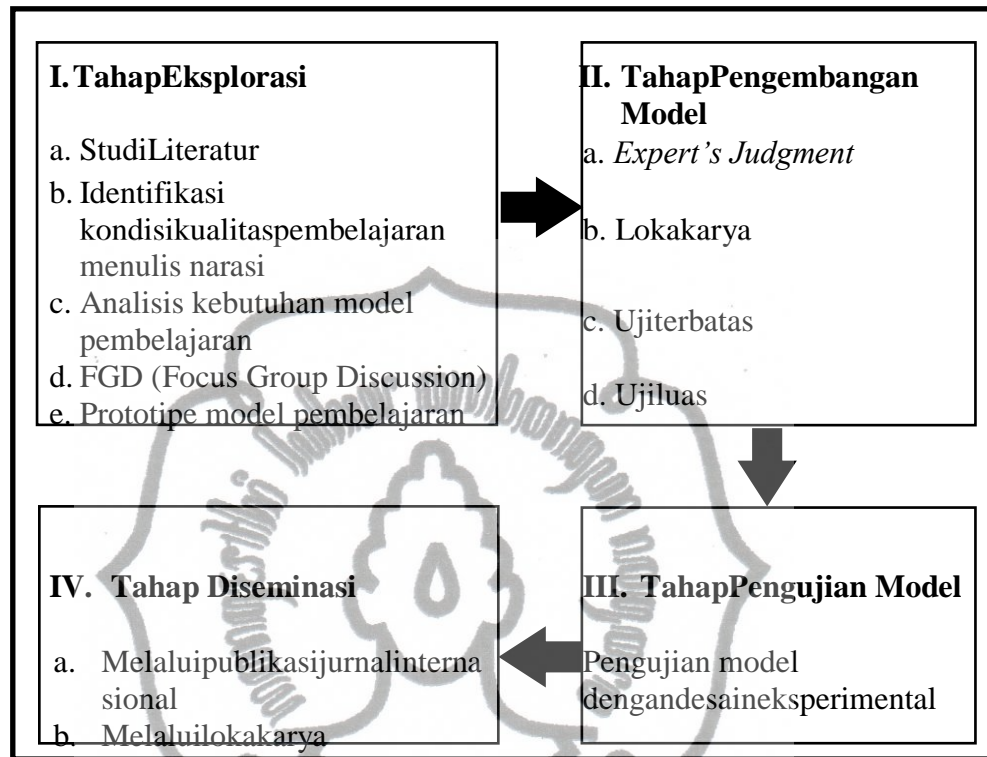 I. TahapEksplorasi
a. StudiLiteratur
b. Identifikasi
kondisikualitaspembelajaran
menulis narasi
c. Analisis kebutuhan model
pembelajaran
d. FGD (Focus Group Discussion)
e. Prototipe model pembelajaran
II. TahapPengembangan
Model
a. Expert's Judgment
b. Lokakarya
c. Ujiterbatas
d. Ujiluas
III. TahapPengujian Model
Pengujian model
dengandesaineksperimental
IV. Tahap Diseminasi
a. Melaluipublikasijurnalinterna
sional
b. Melaluilokakarya